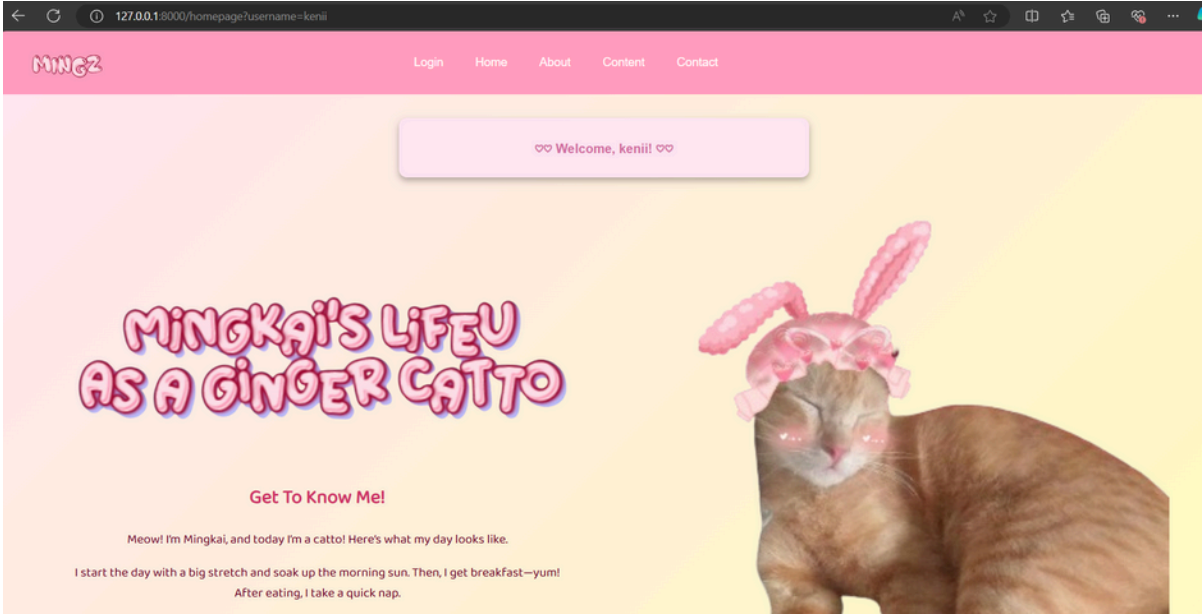 127.0.0.1:8000/homepage?username=kenii
MINGZ
Login Home About Content Contact
♡♡ Welcome, kenii! ♡♡
MiNGKAi'S LiFEU
AS A GiNGER CATTO
Get To Know Me!
Meow! I'm Mingkai, and today I'm a catto! Here's what my day looks like.
I start the day with a big stretch and soak up the morning sun. Then, I get breakfast—yum!
After eating, I take a quick nap.